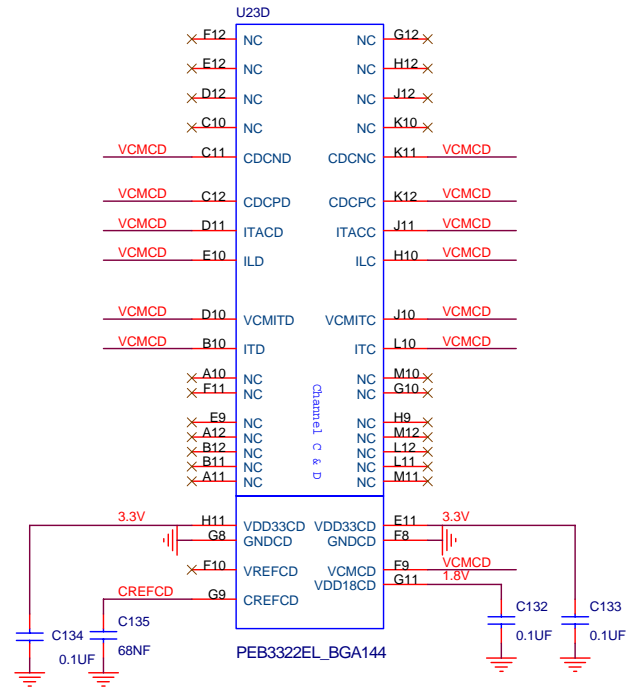 U23D
F12 NC NC G12
E12 NC NC H12
D12 NC NC J12
C10 NC NC K10
VCMCD C11 CDCND CDCNC K11 VCMCD
VCMCD C12 CDCPD CDCPC K12 VCMCD
VCMCD D11 ITACD ITACC J11 VCMCD
VCMCD E10 ILD ILC H10 VCMCD
VCMCD D10 VCMITD VCMITC J10 VCMCD
VCMCD B10 ITD ITC L10 VCMCD
A10 NC NC M10
F11 NC NC G10
E9 NC NC H9
A12 NC NC M12
B12 NC NC L12
B11 NC NC L11
A11 NC NC M11
Channel C & D
3.3V H11 VDD33CD VDD33CD E11 3.3V
G8 GNDCD GNDCD F8
F10 VREFCD VCMCD F9 VCMCD
VDD18CD G11 1.8V
CREFCD G9 CREFCD
C134 0.1UF
C135 68NF
C132 0.1UF
C133 0.1UF
PEB3322EL_BGA144